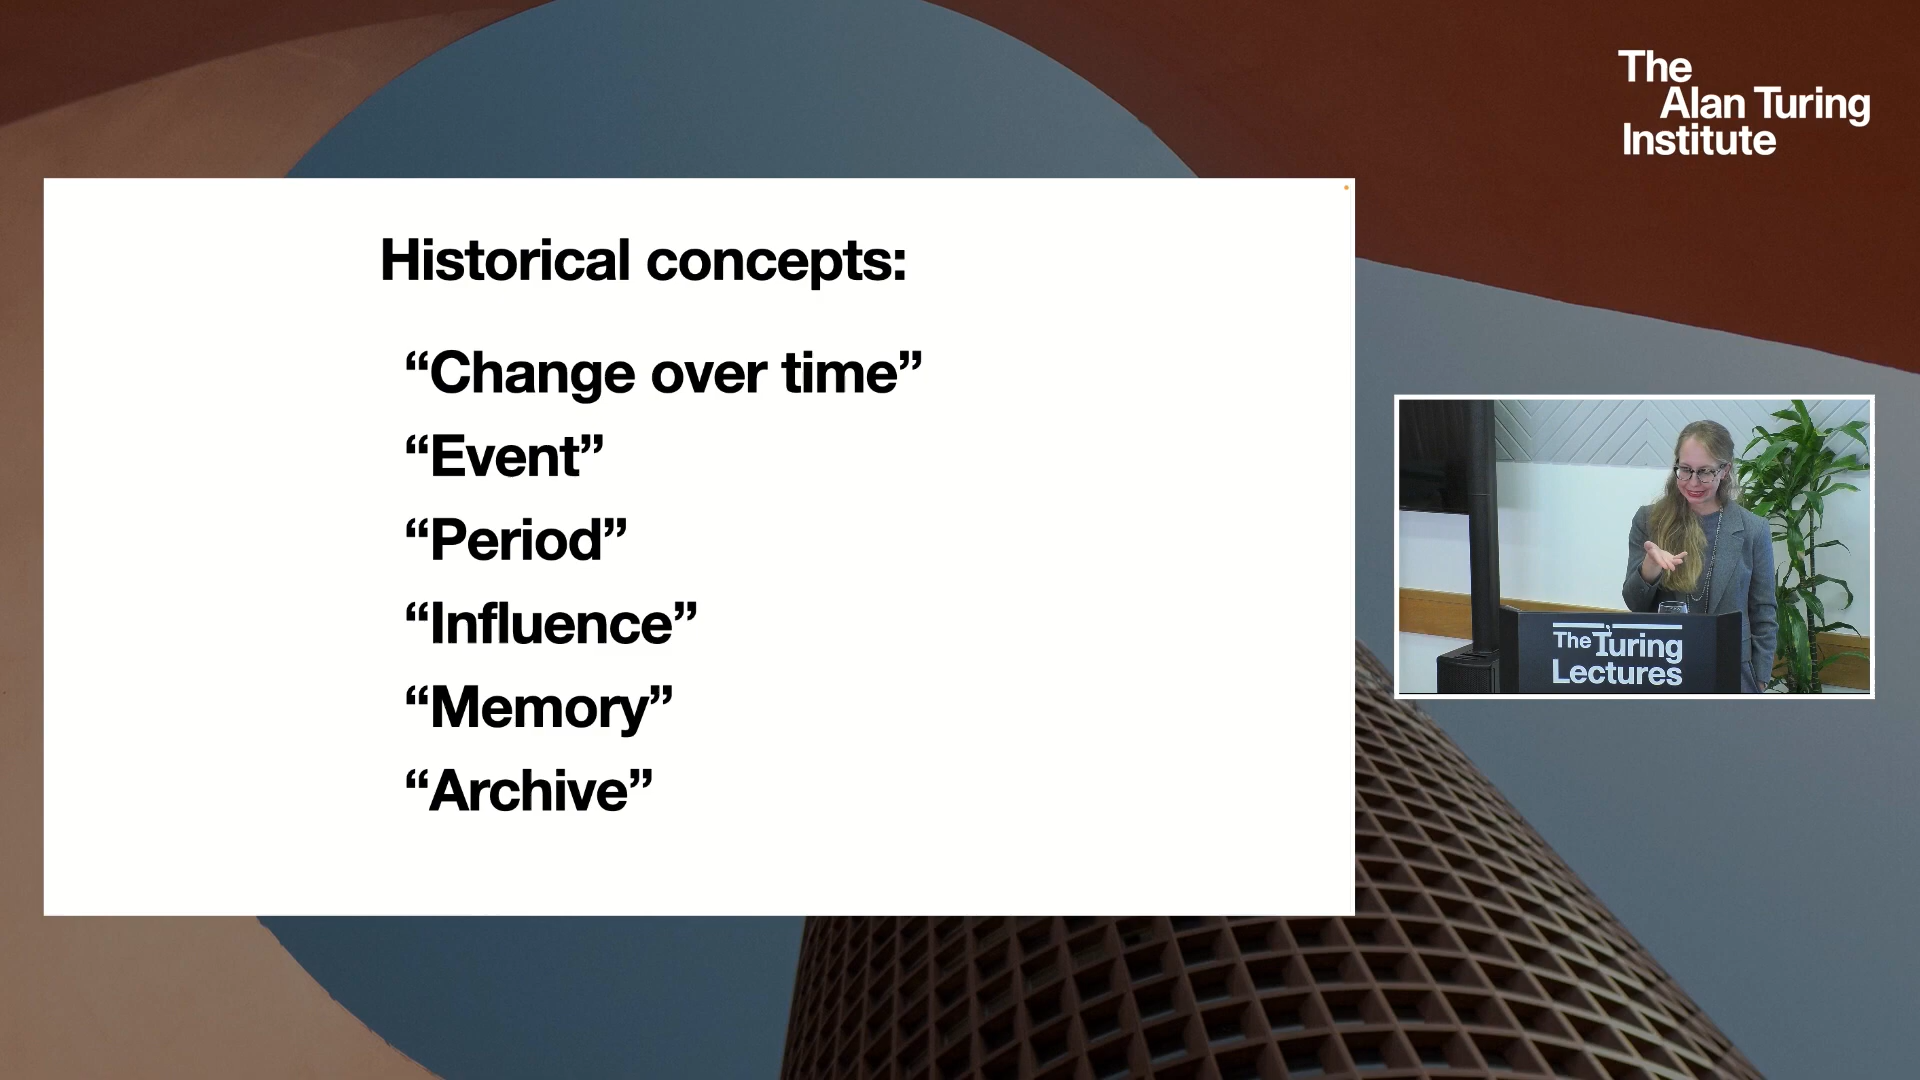 The
Alan Turing
Institute
Historical concepts:
“Change over time”
“Event”
“Period”
“Influence”
“Memory”
“Archive”
The Turing
Lectures